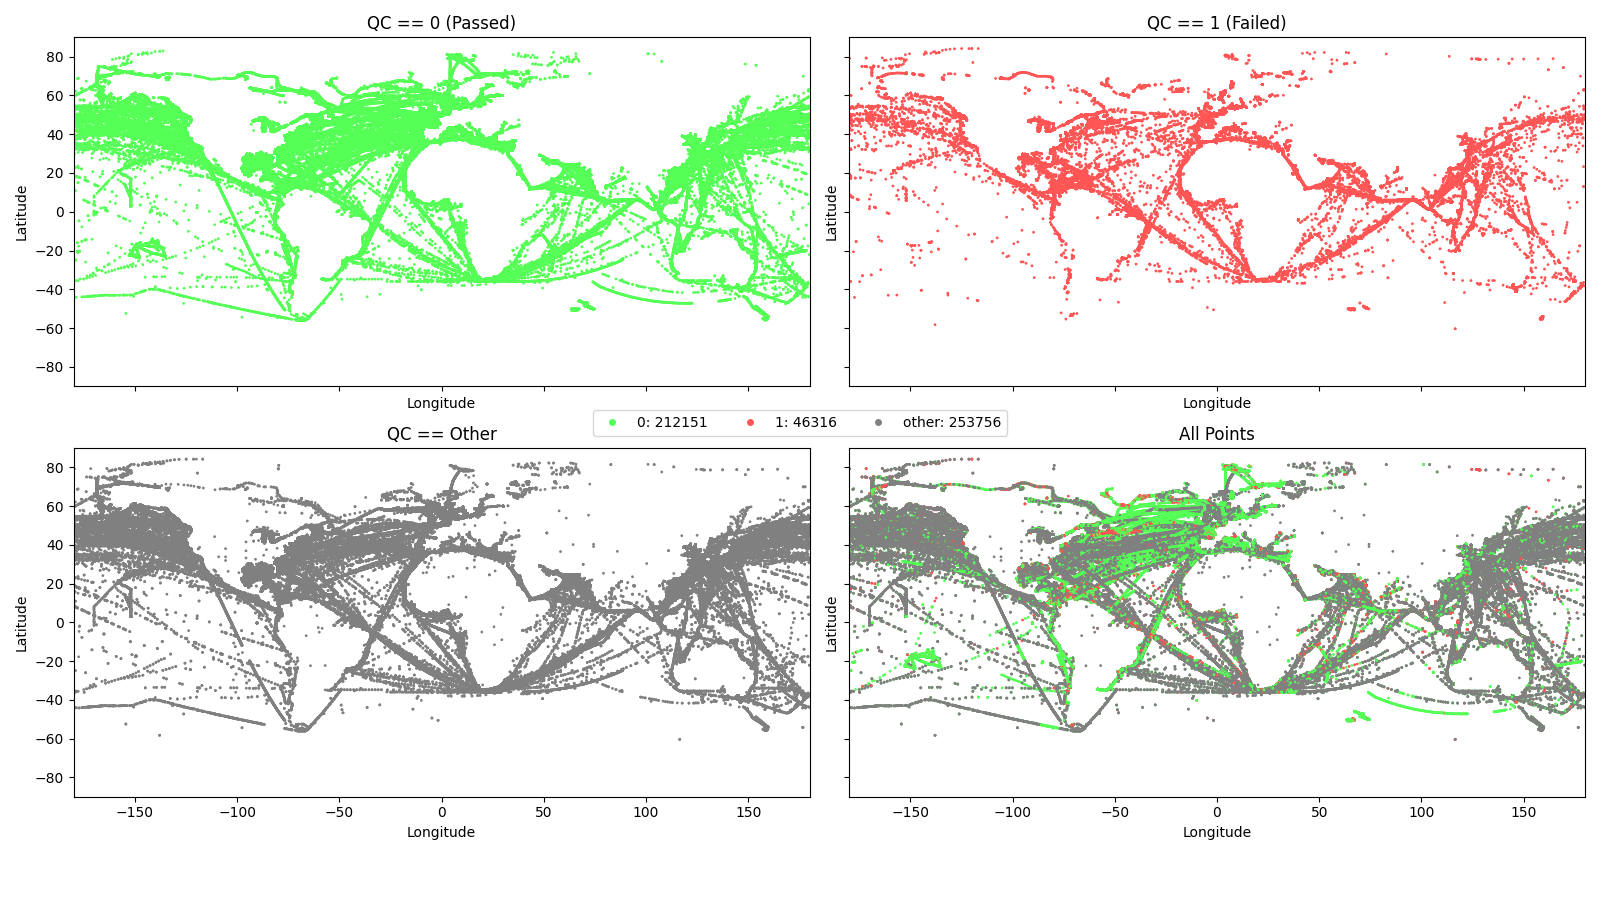 QC == 0 (Passed)
QC == 1 (Failed)
80
60
40
20
0
−20
−40
−60
−80
Latitude
Latitude
Longitude
Longitude
0: 212151
1: 46316
other: 253756
QC == Other
All Points
80
60
40
20
0
−20
−40
−60
−80
Latitude
Latitude
−150
−100
−50
0
50
100
150
−150
−100
−50
0
50
100
150
Longitude
Longitude